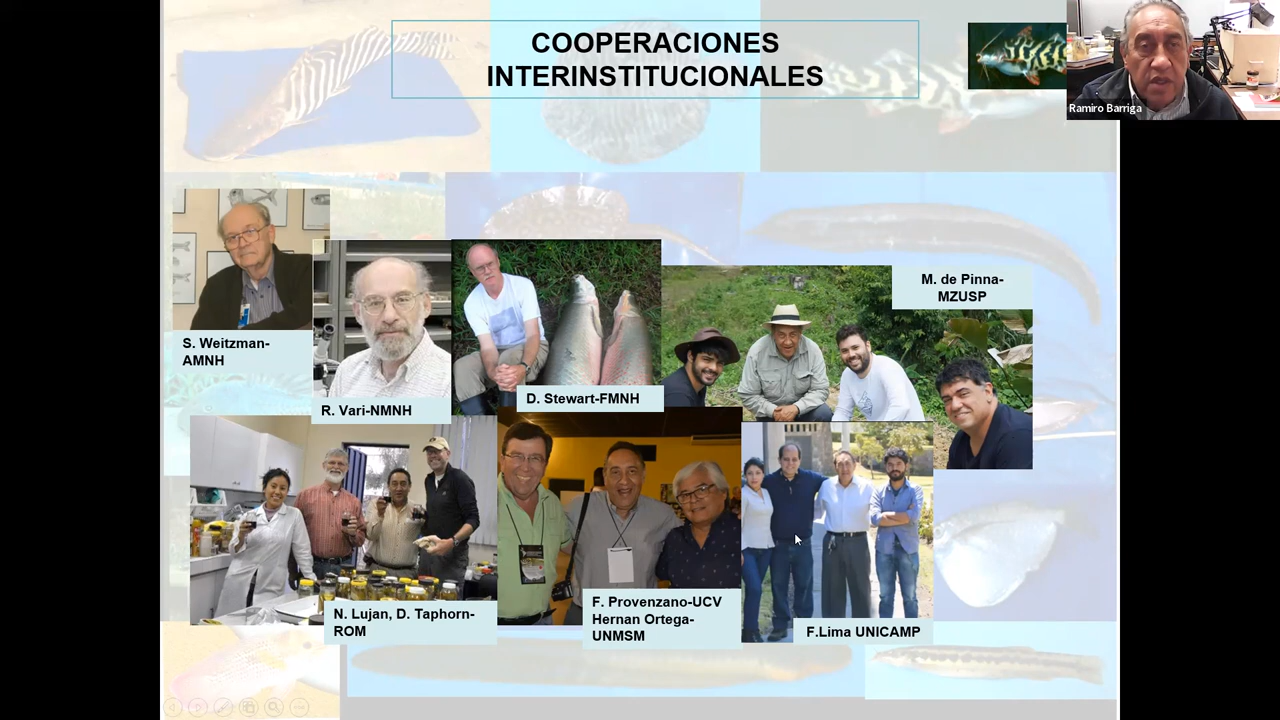 COOPERACIONES
INTERINSTITUCIONALES
Ramiro Barriga
S. Weitzman-
AMNH
R. Vari-NMNH
D. Stewart-FMNH
M. de Pinna-
MZUSP
N. Lujan, D. Taphorn-
ROM
F. Provenzano-UCV
Hernan Ortega-
UNMSM
F.Lima UNICAMP